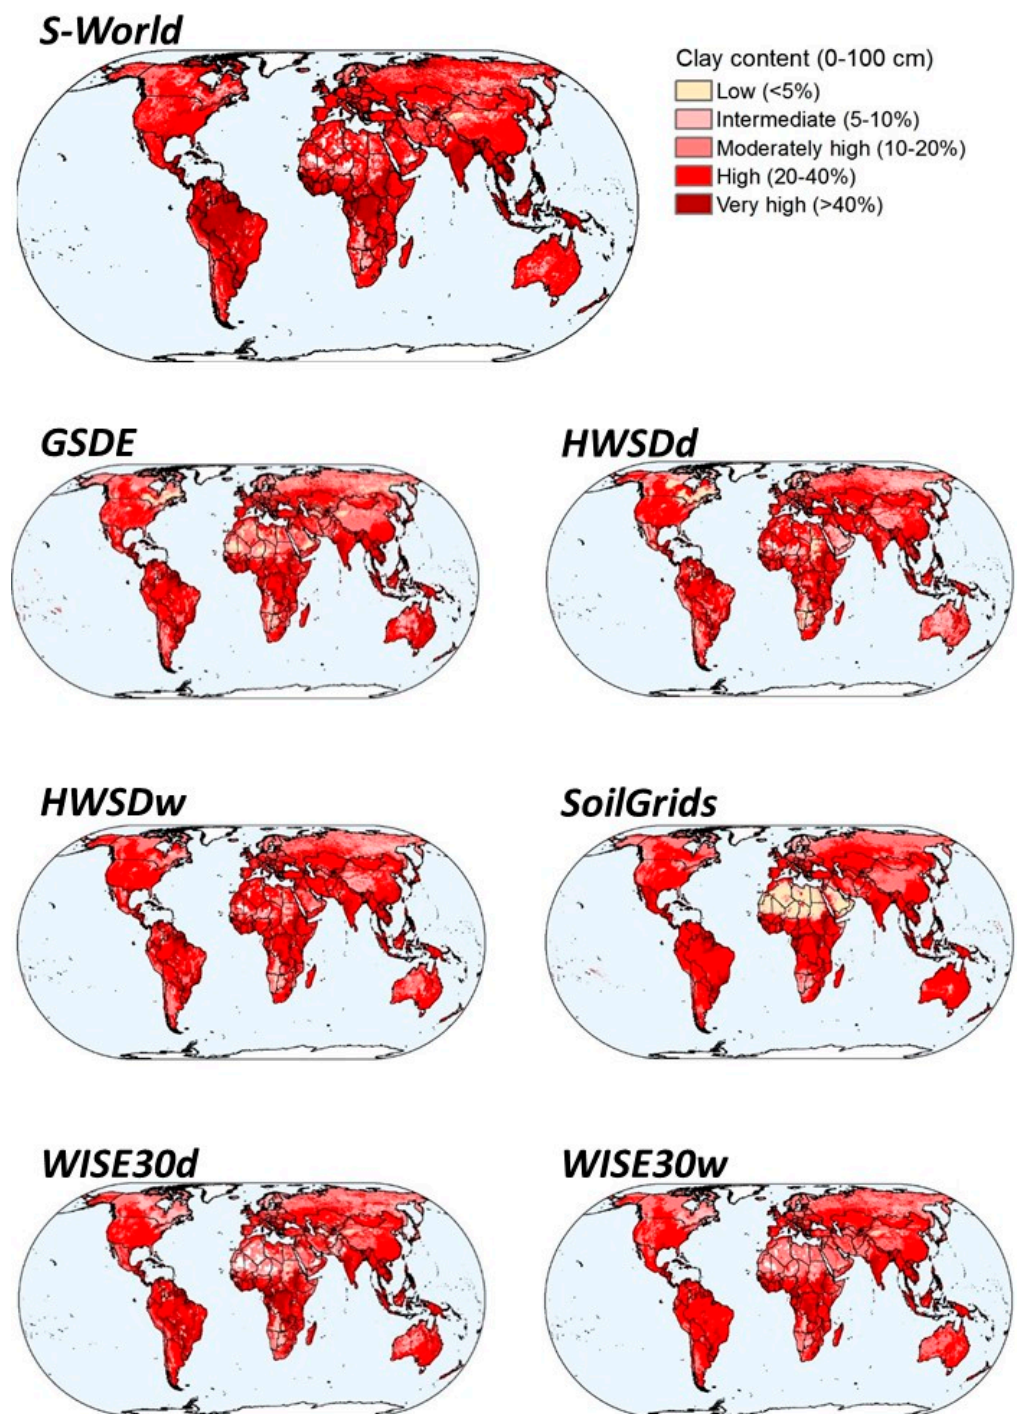 S-World
Clay content (0-100 cm)
Low (<5%)
Intermediate (5-10%)
Moderately high (10-20%)
High (20-40%)
Very high (>40%)
GSDE
HWSDd
HWSDw
SoilGrids
WISE30d
WISE30w